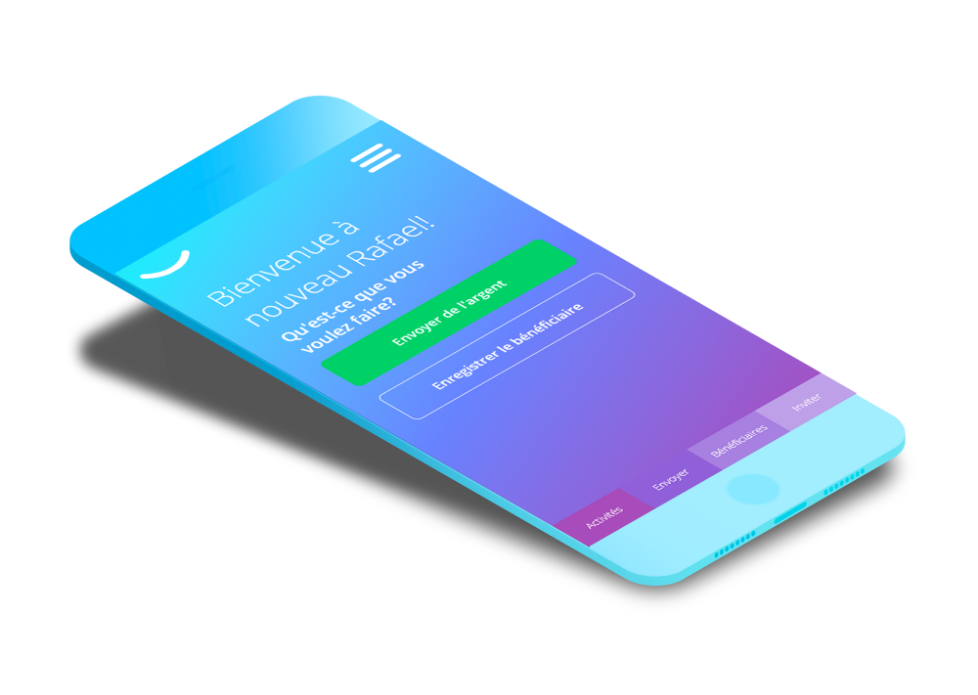 Bienvenue à
nouveau Rafael!.
Qu'est-ce que vous
voulez faire?
Envoyer de l'argent
Enregistrer le bénéficiaire
Activités
Envoyer
Bénéficiaires
Inviter